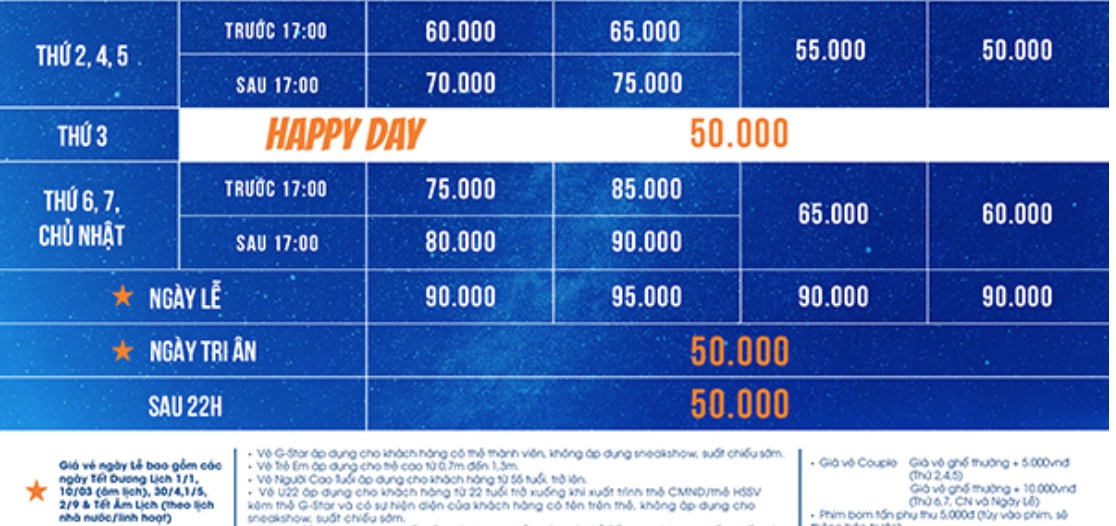 THỨ 2, 4, 5 TRƯỚC 17:00 60.000 65.000 55.000 50.000
SAU 17:00 70.000 75.000
THỨ 3 HAPPY DAY 50.000
THỨ 6, 7, CHỦ NHẬT TRƯỚC 17:00 75.000 85.000 65.000 60.000
SAU 17:00 80.000 90.000
★ NGÀY LỄ 90.000 95.000 90.000 90.000
★ NGÀY TRI ÂN 50.000
SAU 22H 50.000
★ Giá vé ngày Lễ bao gồm các
ngày Tết Dương Lịch 1/1,
10/03 (âm lịch), 30/4,1/5,
2/9 & Tết Âm Lịch (theo lịch
nhà nước/linh hoạt)
• Vé G-Star áp dụng cho khách hàng có thẻ thành viên, không áp dụng sneakshow, suất chiếu sớm.
• Vé Trẻ Em áp dụng cho trẻ cao từ 0,7m đến 1,3m.
• Vé Người Cao Tuổi áp dụng cho khách hàng từ 55 tuổi trở lên.
• Vé U22 áp dụng cho khách hàng từ 22 tuổi trở xuống khi xuất trình thẻ CMND/thẻ HSSV
kèm thẻ G-Star và có sự hiện diện của khách hàng có tên trên thẻ, không áp dụng cho
sneakshow, suất chiếu sớm.
• Giá vé Couple Giá vé ghế thường + 5.000vnđ
(Thứ 2,4,5)
Giá vé ghế thường + 10.000vnđ
(Thứ 6,7, CN và Ngày Lễ)
• Phim bom tấn phụ thu 5.000đ (tùy vào phim, sẽ